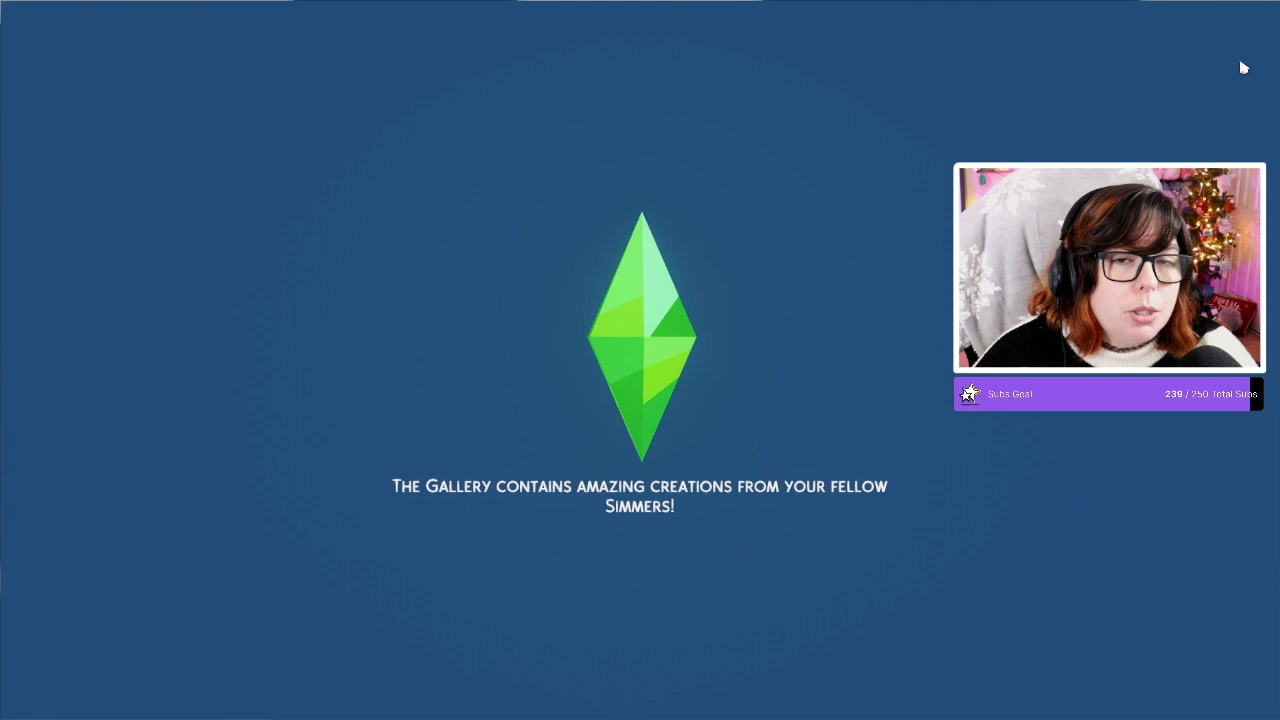 THE GALLERY CONTAINS AMAZING CREATIONS FROM YOUR FELLOW
SIMMERS!
Subs Goal 239 / 250 Total Subs